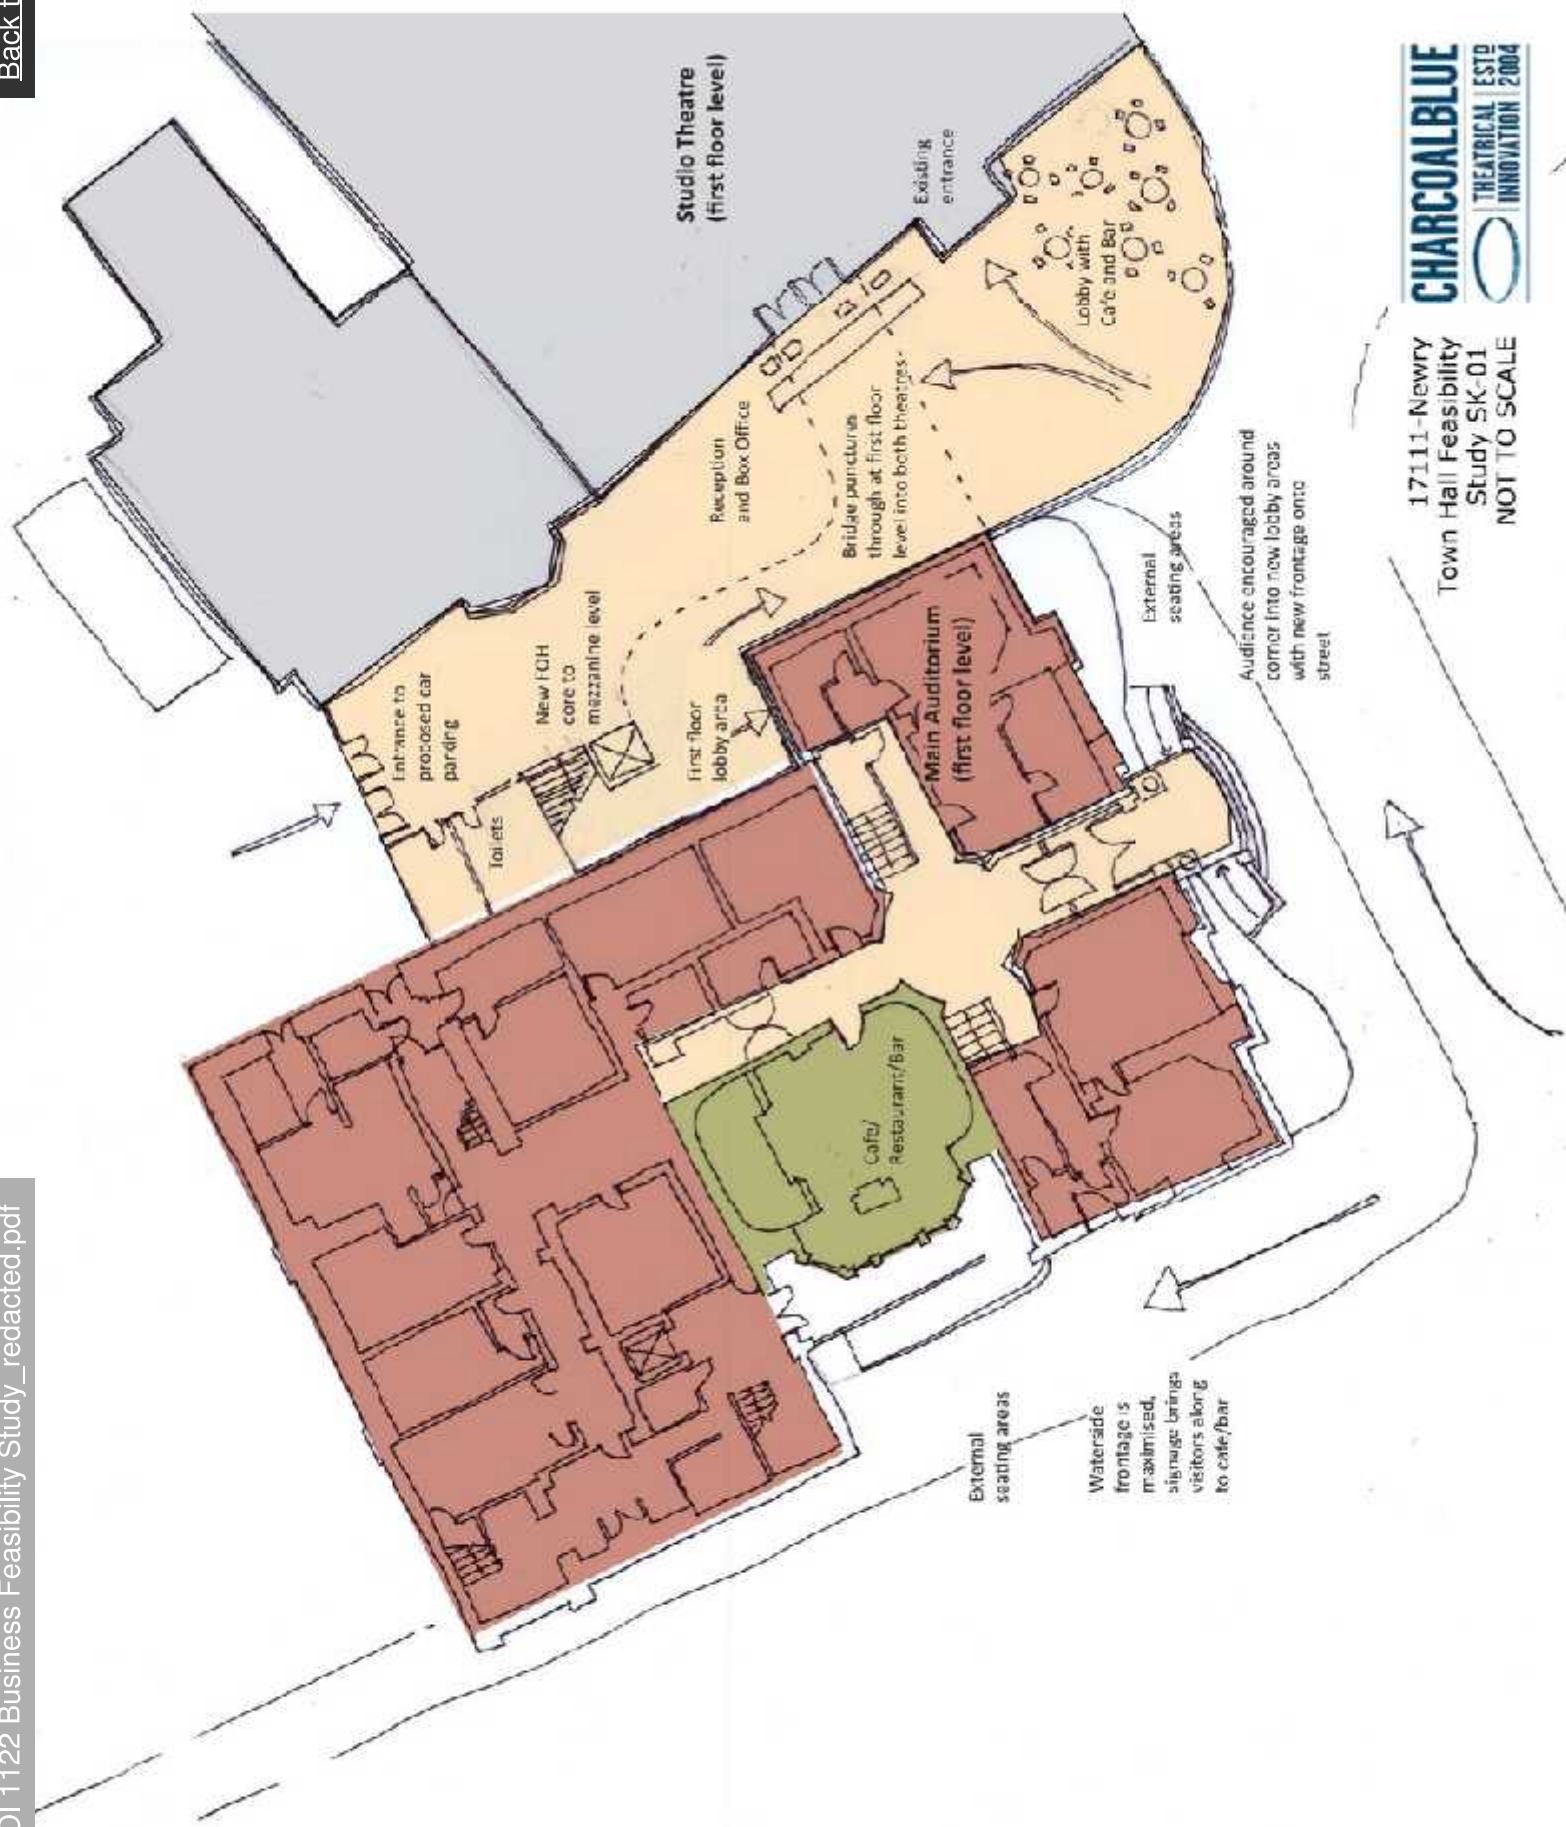 Back t
OI 1122 Business Feasibility Study_redacted.pdf
Studio Theatre
(first floor level)
Existing
entrance
Lobby with
Cafe and Bar
Reception
and Box Office
Bridge punctures
through at first floor
level into both theatres
Entrance to
proposed car
parking
New FOH
core to
mezzanine level
Toilets
First floor
lobby area
Main Auditorium
(first floor level)
External
seating areas
Audience encouraged around
corner into new lobby areas
with new frontage onto
street
Cafe/
Restaurant/Bar
External
seating areas
Waterside
frontage is
maximised,
signage brings
visitors along
to cafe/bar
CHARCOALBLUE
THEATRICAL
INNOVATION
ESTD
2004
17111-Newry
Town Hall Feasibility
Study SK-01
NOT TO SCALE